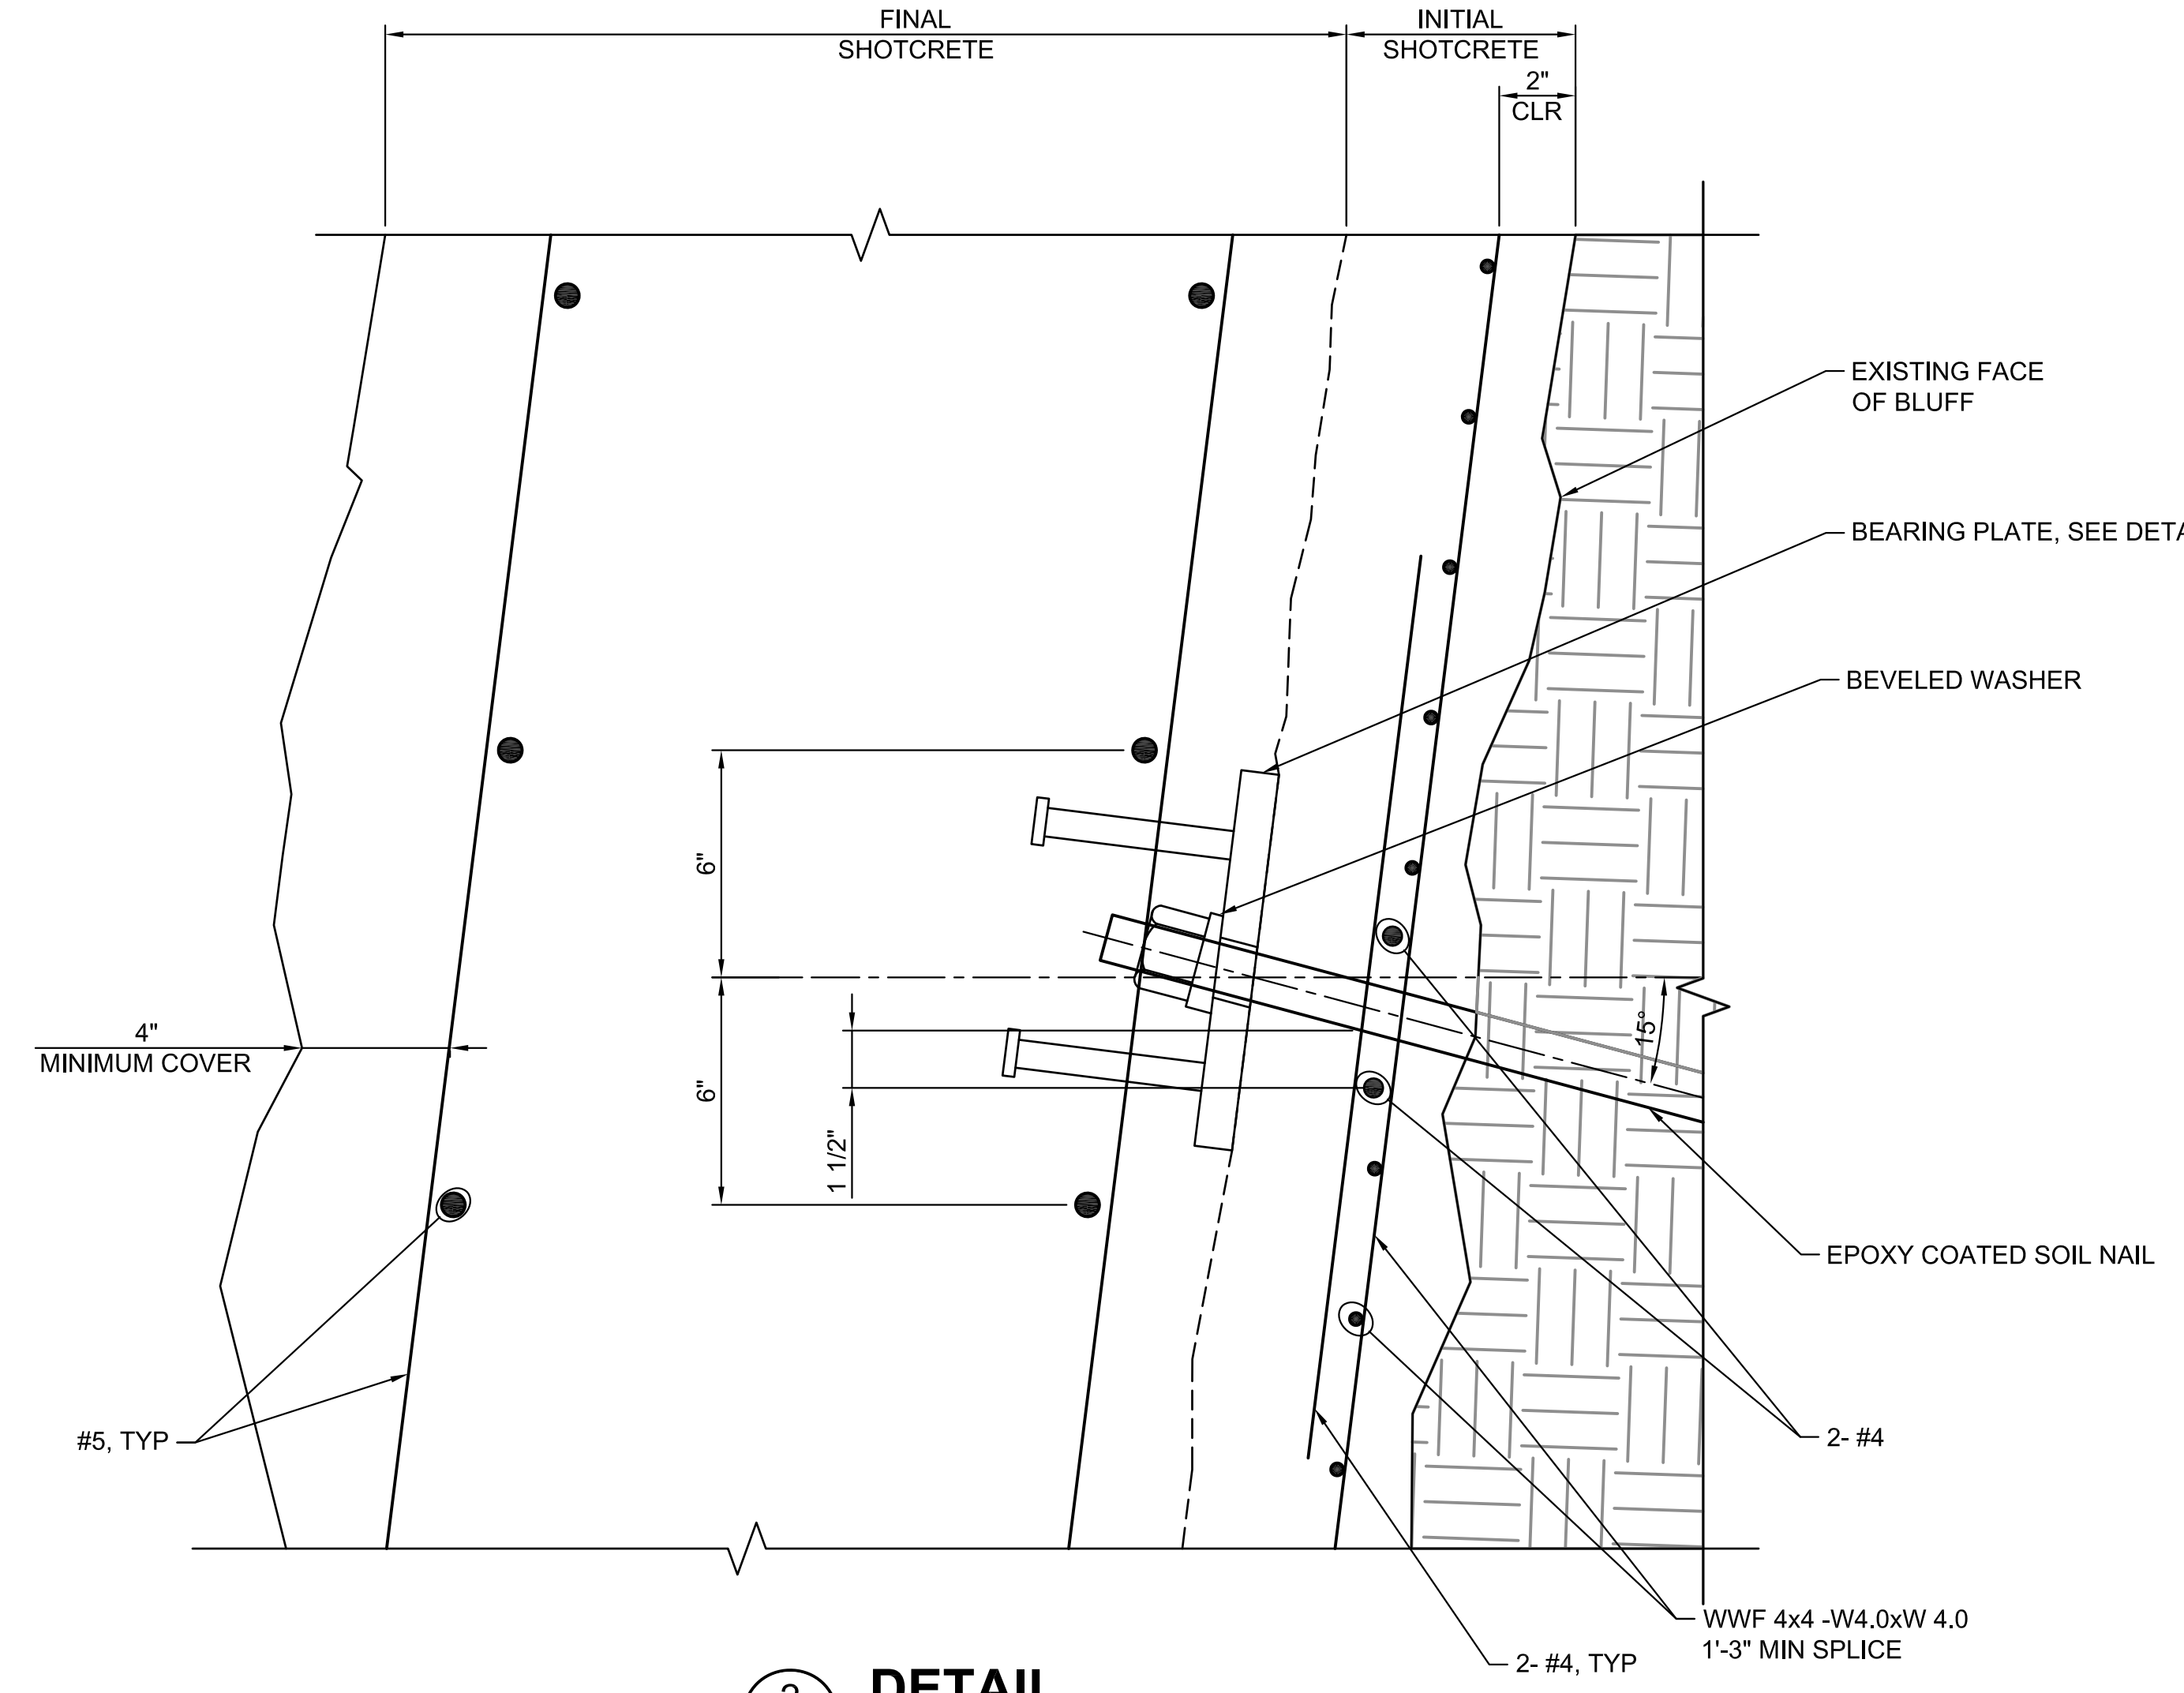 FINAL
SHOTCRETE
INITIAL
SHOTCRETE
2"
CLR
EXISTING FACE
OF BLUFF
BEARING PLATE, SEE
BEVELED WASHER
6"
4"
MINIMUM COVER
15°
6"
1 1/2"
EPOXY COATED SOIL NAIL
#5, TYP
2- #4
WWF 4x4 -W4.0xW 4.0
1'-3" MIN SPLICE
2- #4, TYP
DETAIL